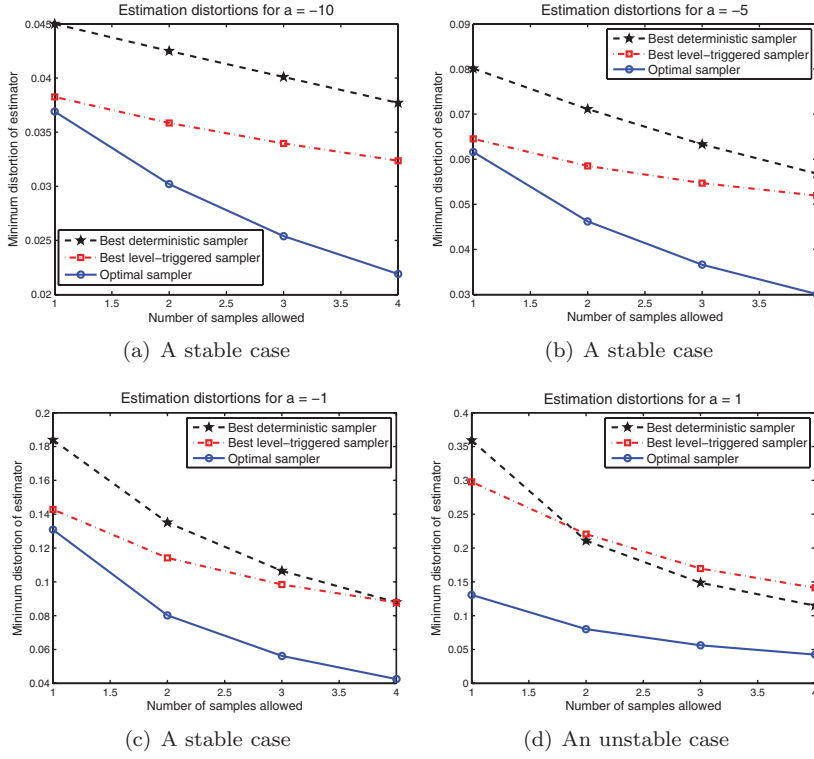 Estimation distortions for a = −10
0.045
0.04
0.035
0.03
0.025
0.02
Minimum distortion of estimator
Best deterministic sampler
Best level−triggered sampler
Optimal sampler
1 1.5 2 2.5 3 3.5 4
Number of samples allowed
(a) A stable case
Estimation distortions for a = −5
0.09
0.08
0.07
0.06
0.05
0.04
0.03
Minimum distortion of estimator
Best deterministic sampler
Best level−triggered sampler
Optimal sampler
1 1.5 2 2.5 3 3.5 4
Number of samples allowed
(b) A stable case
Estimation distortions for a = −1
0.2
0.18
0.16
0.14
0.12
0.1
0.08
0.06
0.04
Minimum distortion of estimator
Best deterministic sampler
Best level−triggered sampler
Optimal sampler
1 1.5 2 2.5 3 3.5 4
Number of samples allowed
(c) A stable case
Estimation distortions for a = 1
0.4
0.35
0.3
0.25
0.2
0.15
0.1
0.05
0
Minimum distortion of estimator
Best deterministic sampler
Best level−triggered sampler
Optimal sampler
1 1.5 2 2.5 3 3.5 4
Number of samples allowed
(d) An unstable case